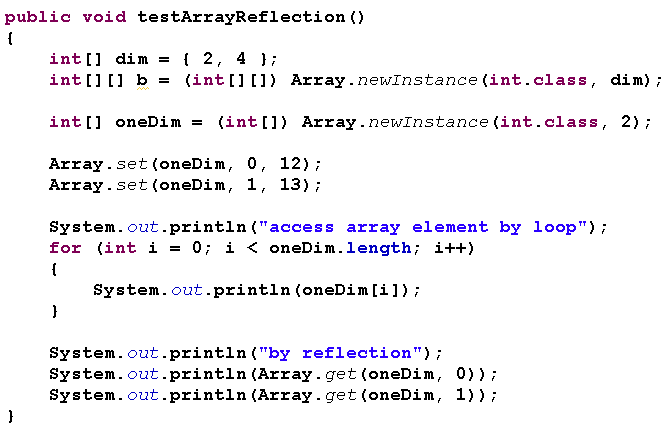 public void testArrayReflection()
{
    int[] dim = { 2, 4 };
    int[][] b = (int[][]) Array.newInstance(int.class, dim);

    int[] oneDim = (int[]) Array.newInstance(int.class, 2);

    Array.set(oneDim, 0, 12);
    Array.set(oneDim, 1, 13);

    System.out.println("access array element by loop");
    for (int i = 0; i < oneDim.length; i++)
    {
        System.out.println(oneDim[i]);
    }

    System.out.println("by reflection");
    System.out.println(Array.get(oneDim, 0));
    System.out.println(Array.get(oneDim, 1));
}